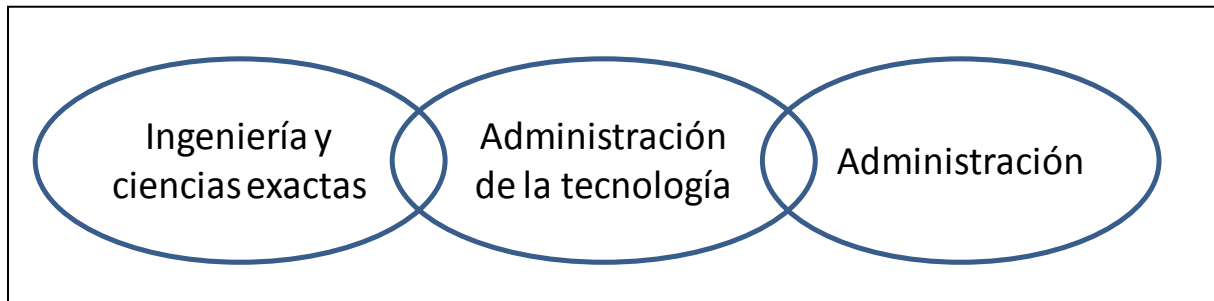 Ingeniería y
ciencias exactas
Administración
de la tecnología
Administración